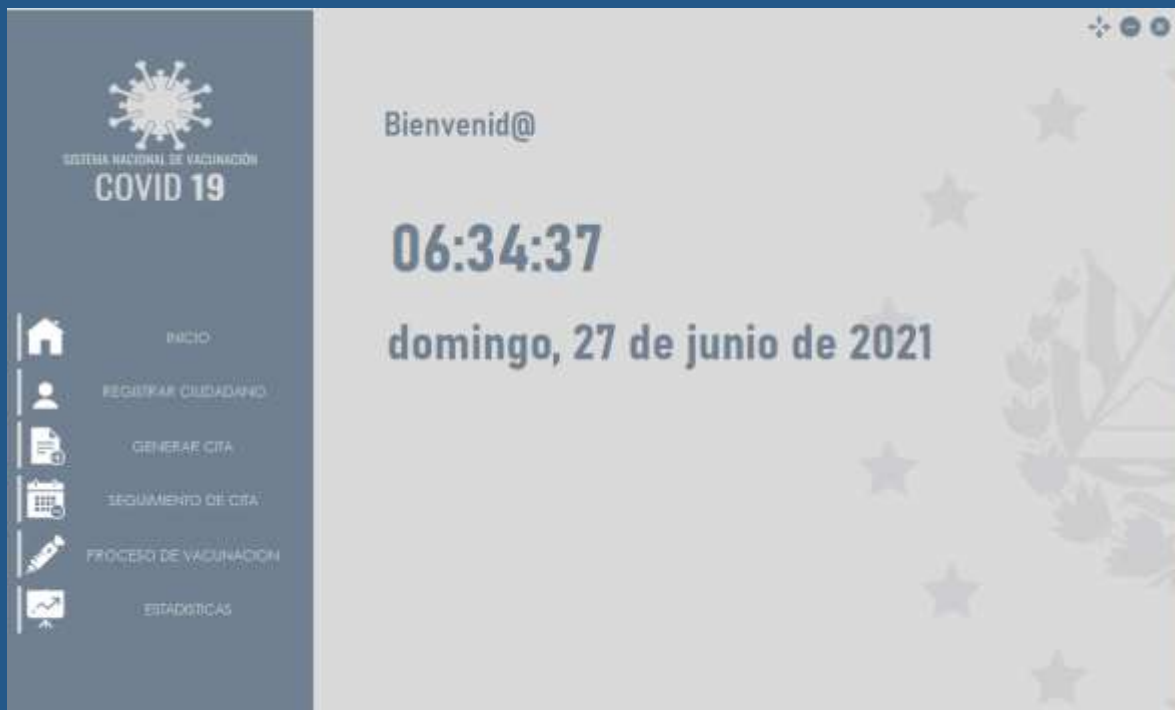 SISTEMA NACIONAL DE VACUNACIÓN
COVID 19
INICIO
REGISTRAR CIUDADANO
GENERAR CITA
SEGUIMIENTO DE CITA
PROCESO DE VACUNACION
ESTADISTICAS
Bienvenid@
06:34:37
domingo, 27 de junio de 2021